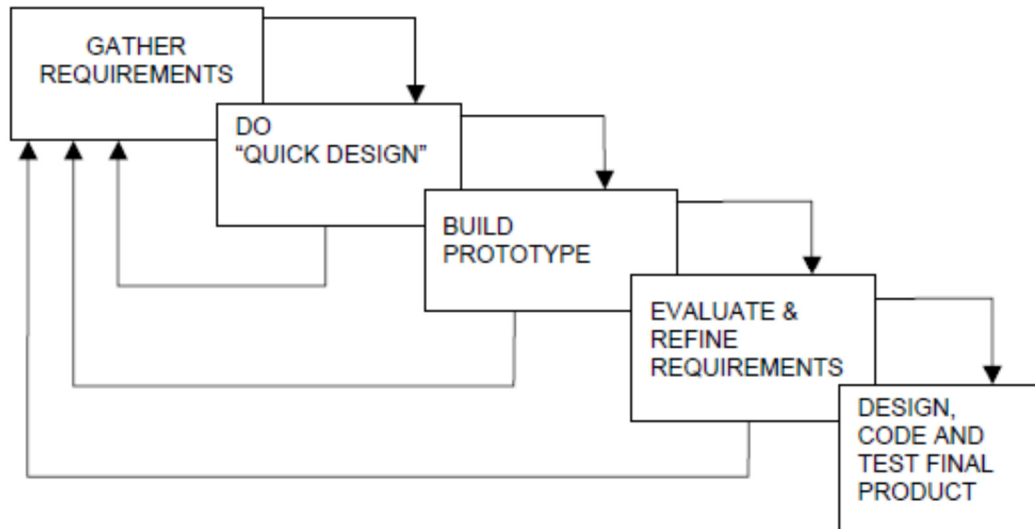 GATHER
REQUIREMENTS
DO
“QUICK DESIGN”
BUILD
PROTOTYPE
EVALUATE &
REFINE
REQUIREMENTS
DESIGN,
CODE AND
TEST FINAL
PRODUCT